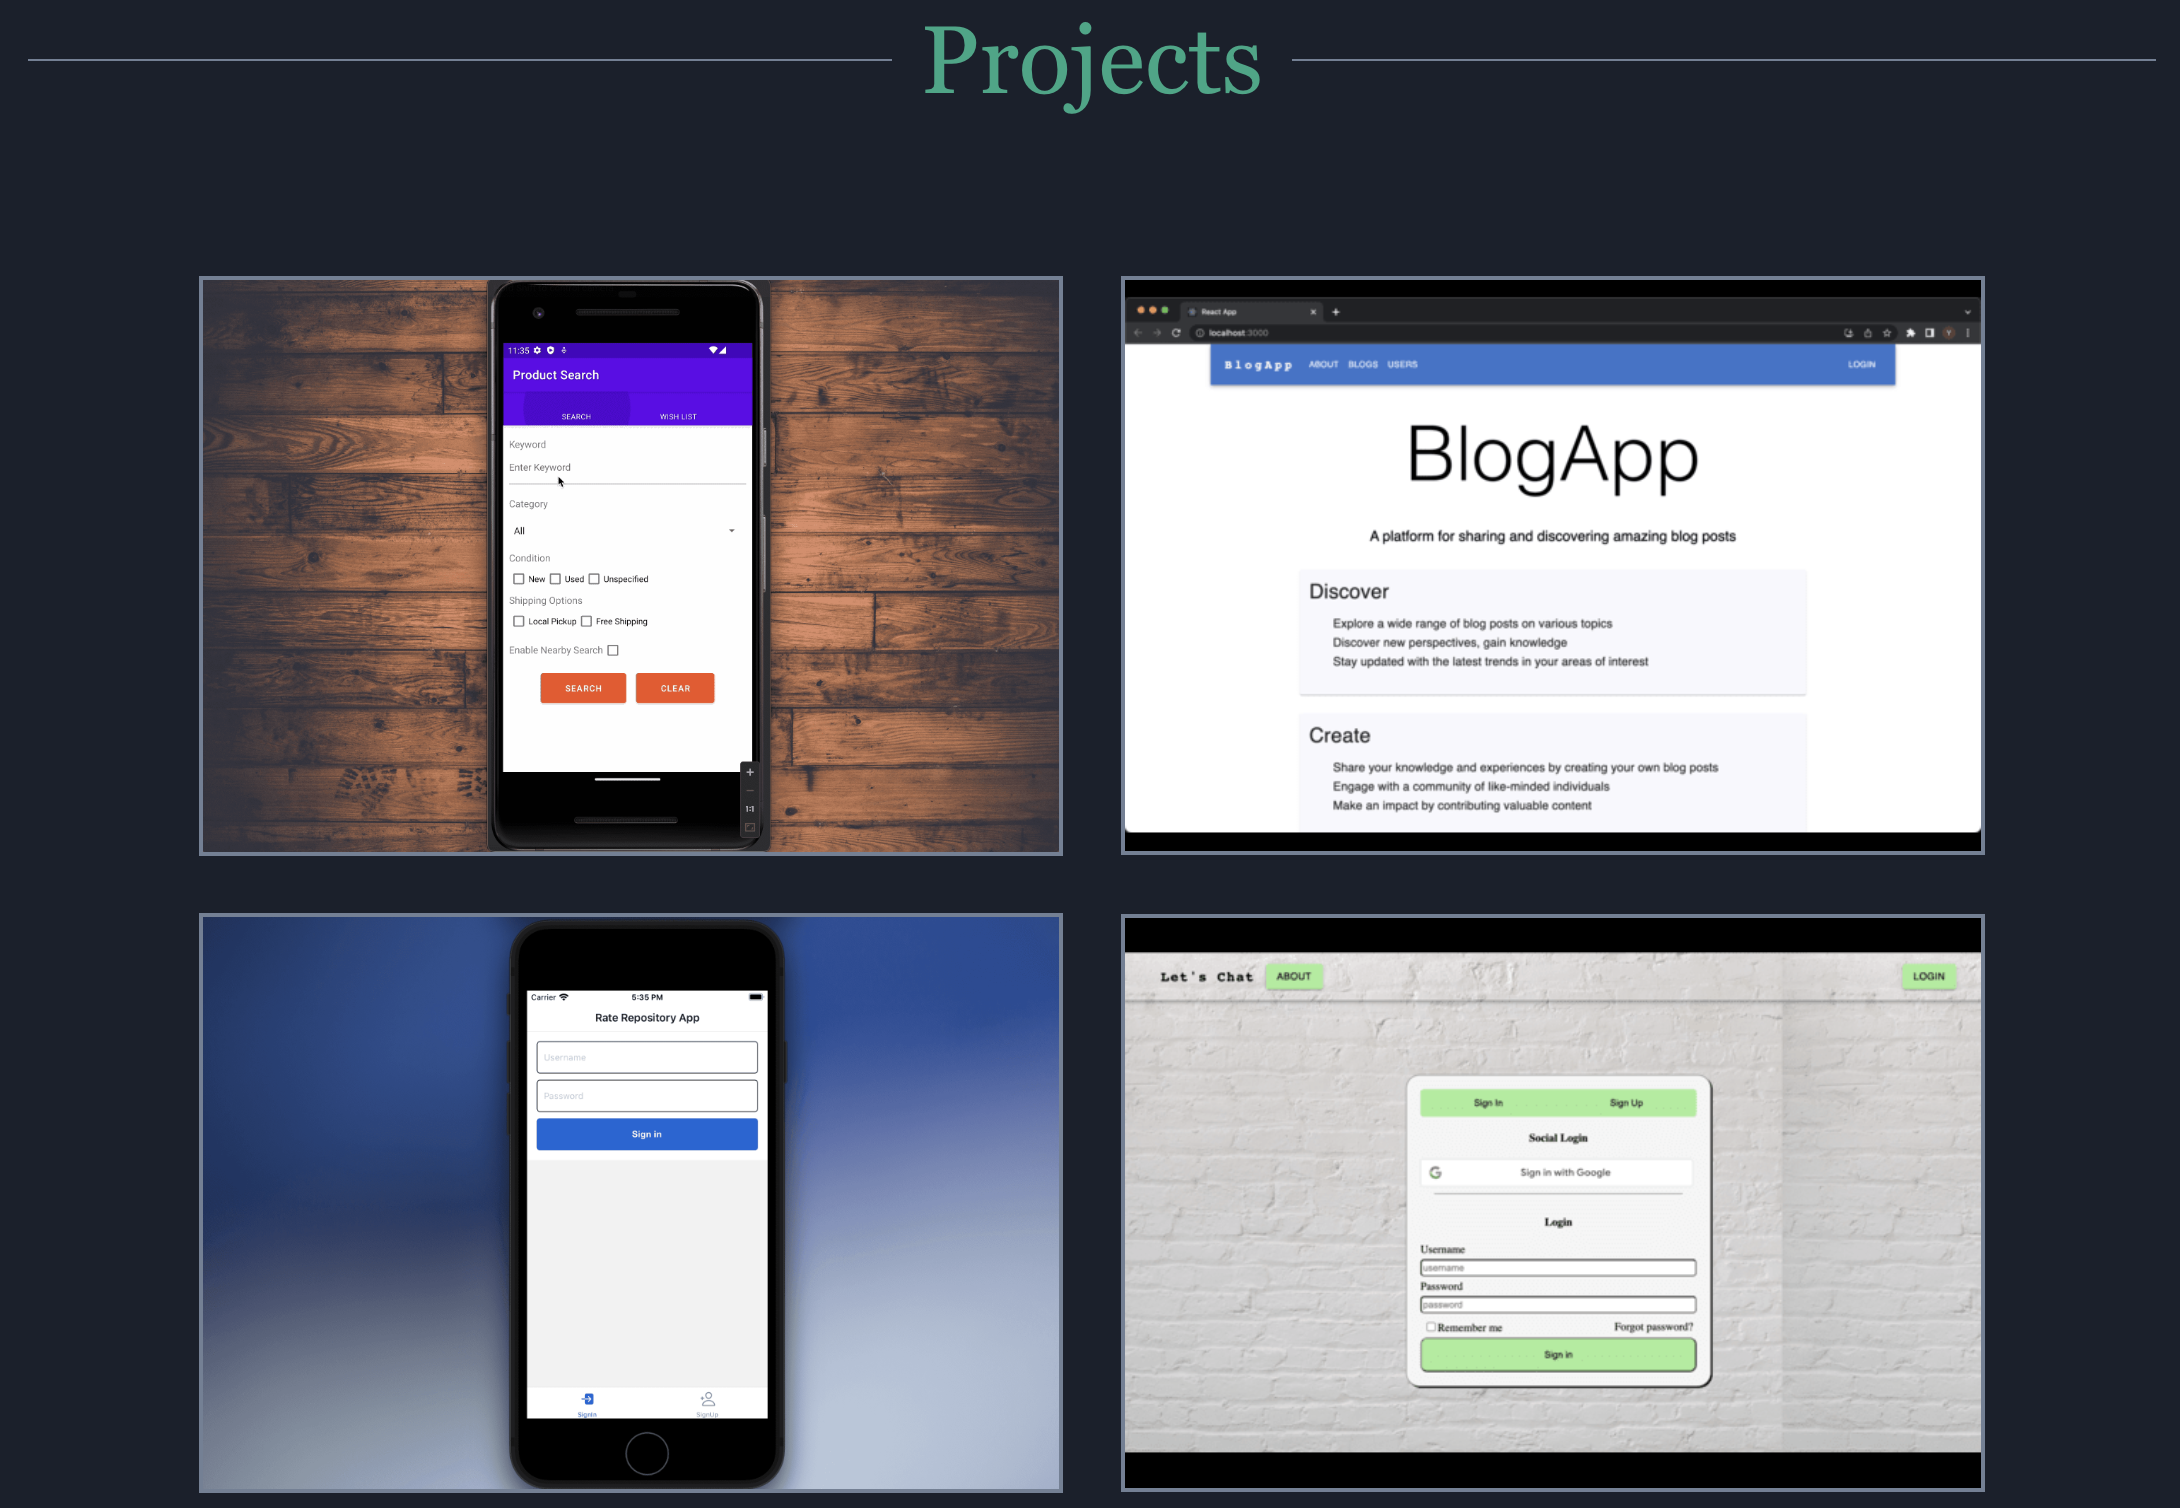 Projects
11:35
Product Search
SEARCH WISH LIST
Keyword
Enter Keyword
Category
All
Condition
New Used Unspecified
Shipping Options
Local Pickup Free Shipping
Enable Nearby Search
SEARCH CLEAR
1:1
React App
localhost:3000
Y
BlogApp ABOUT BLOGS USERS LOGIN
BlogApp
A platform for sharing and discovering amazing blog posts
Discover
Explore a wide range of blog posts on various topics
Discover new perspectives, gain knowledge
Stay updated with the latest trends in your areas of interest
Create
Share your knowledge and experiences by creating your own blog posts
Engage with a community of like-minded individuals
Make an impact by contributing valuable content
Carrier 5:35 PM
Rate Repository App
Username
Password
Sign in
SignIn SignUp
Let's Chat ABOUT LOGIN
Sign In Sign Up
Social Login
G Sign in with Google
Login
Username
username
Password
password
Remember me Forgot password?
Sign in